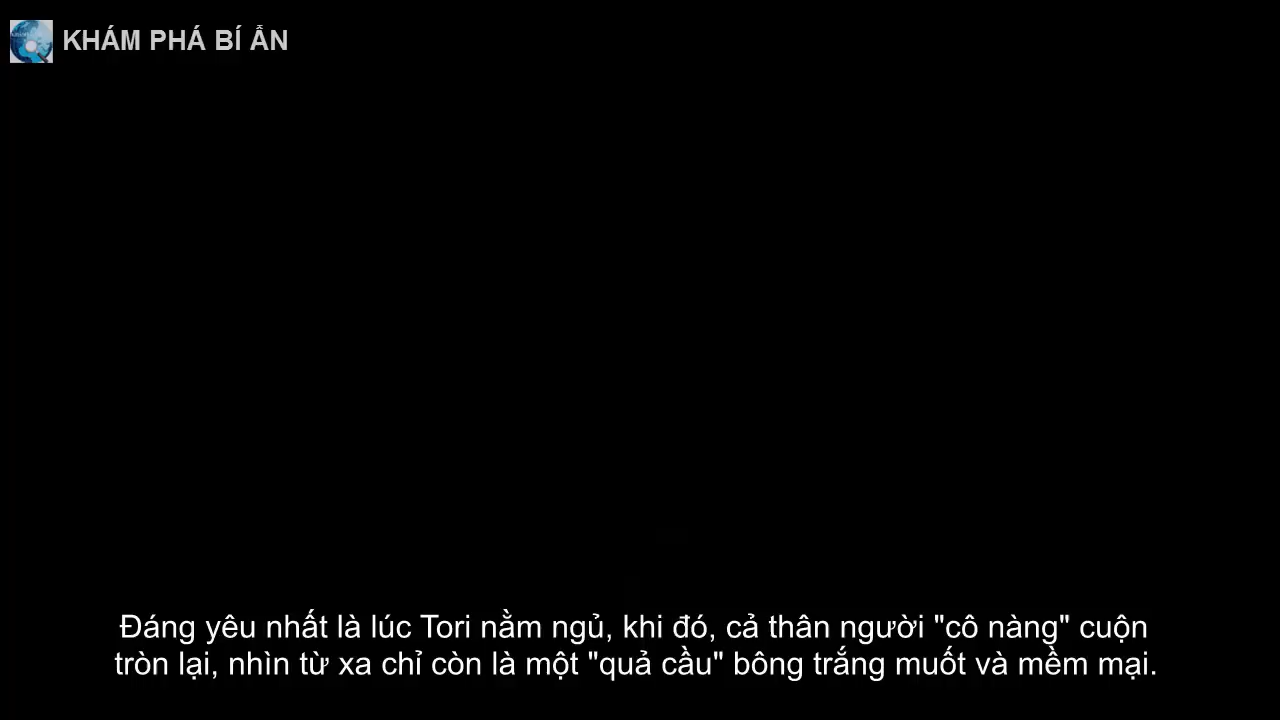 KHÁM PHÁ BÍ ẨN
Đáng yêu nhất là lúc Tori nằm ngủ, khi đó, cả thân người "cô nàng" cuộn
tròn lại, nhìn từ xa chỉ còn là một "quả cầu" bông trắng muốt và mềm mại.